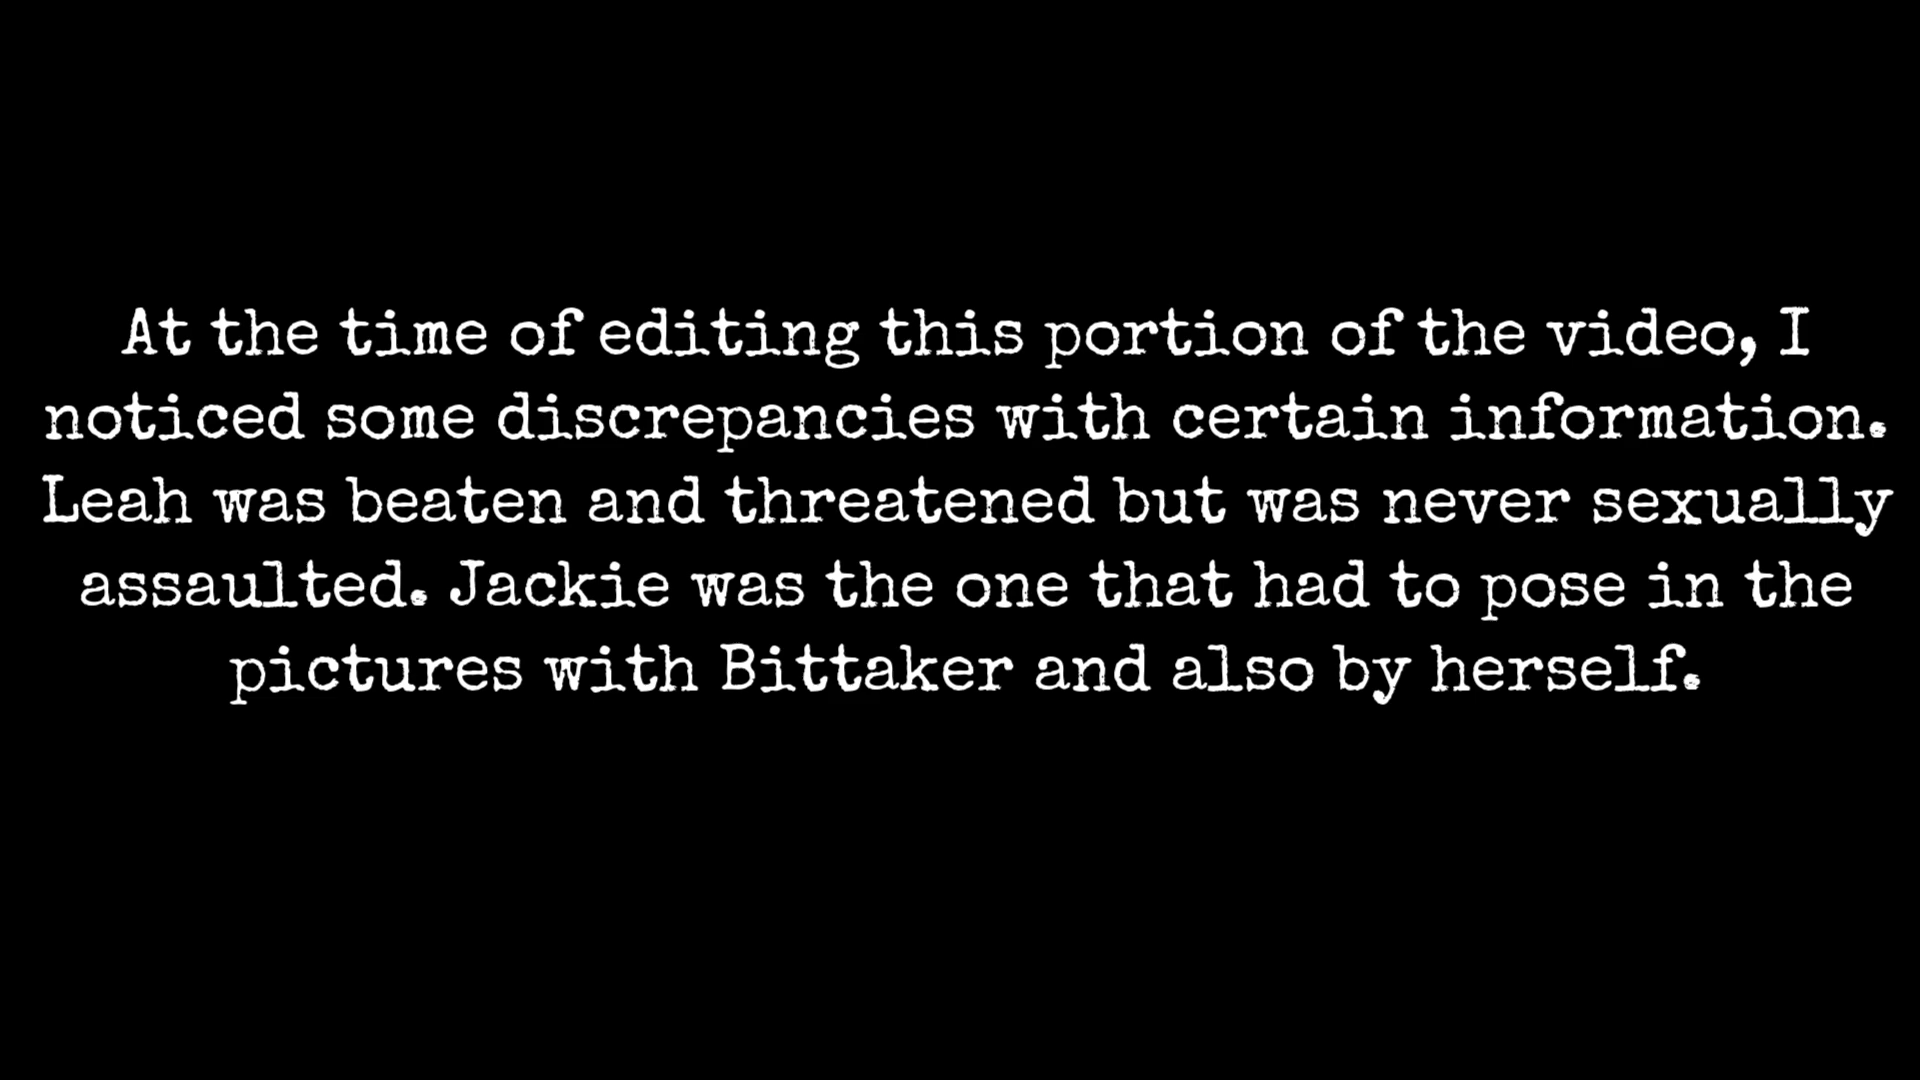 At the time of editing this portion of the video, I
noticed some discrepancies with certain information.
Leah was beaten and threatened but was never sexually
assaulted. Jackie was the one that had to pose in the
pictures with Bittaker and also by herself.